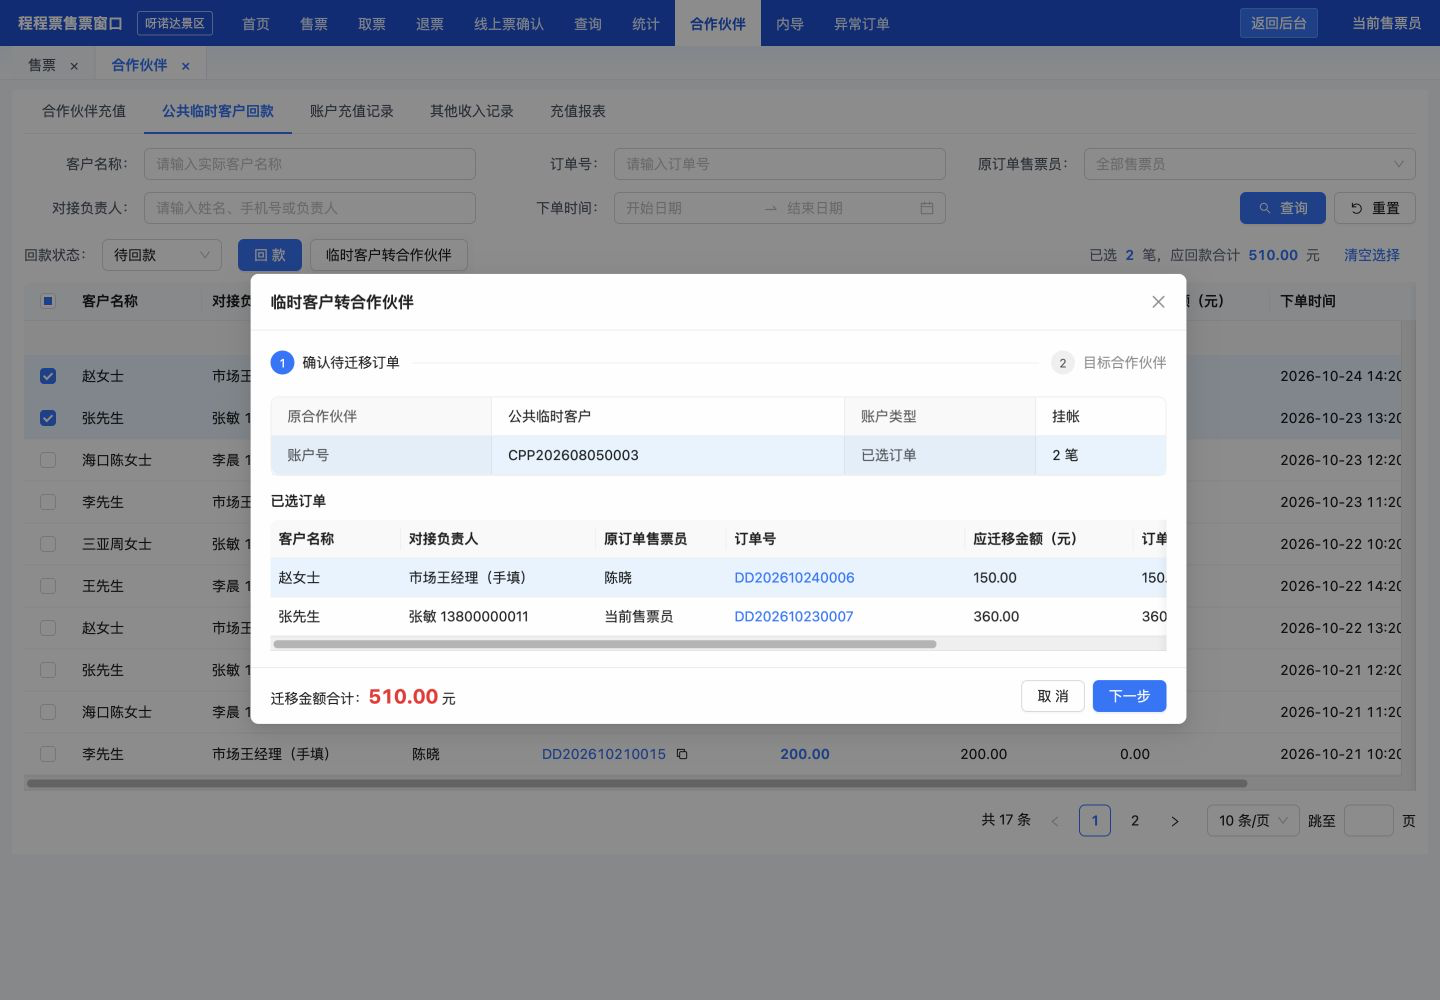 程程票售票窗口 呀诺达景区 首页 售票 取票 退票 线上票确认 查询 统计 合作伙伴 内导 异常订单 返回后台 当前售票员
售票 × 合作伙伴 ×
合作伙伴充值 公共临时客户回款 账户充值记录 其他收入记录 充值报表
客户名称： 请输入实际客户名称 订单号： 请输入订单号 原订单售票员： 全部售票员
对接负责人： 请输入姓名、手机号或负责人 下单时间： 开始日期 → 结束日期 查询 重置
回款状态： 待回款 回 款 临时客户转合作伙伴 已选 2 笔，应回款合计 510.00 元 清空选择
客户名称 （元） 下单时间
赵女士 2026-10-24 14:20
张先生 张敏 2026-10-23 13:20
海口陈女士 李晨 2026-10-23 12:20
李先生 2026-10-23 11:20
三亚周女士 张敏 2026-10-22 10:20
王先生 李晨 2026-10-22 14:20
赵女士 2026-10-22 13:20
张先生 张敏 2026-10-21 12:20
海口陈女士 李晨 2026-10-21 11:20
李先生 市场王经理（手填） 陈晓 DD202610210015 200.00 200.00 0.00 2026-10-21 10:20
共 17 条 < 1 2 > 10 条/页 跳至 页
临时客户转合作伙伴 ×
1 确认待迁移订单 2 目标合作伙伴
原合作伙伴 公共临时客户 账户类型 挂帐
账户号 CPP202608050003 已选订单 2 笔
已选订单
客户名称 对接负责人 原订单售票员 订单号 应迁移金额（元） 订单
赵女士 市场王经理（手填） 陈晓 DD202610240006 150.00 150.
张先生 张敏 13800000011 当前售票员 DD202610230007 360.00 360
迁移金额合计： 510.00 元 取 消 下一步